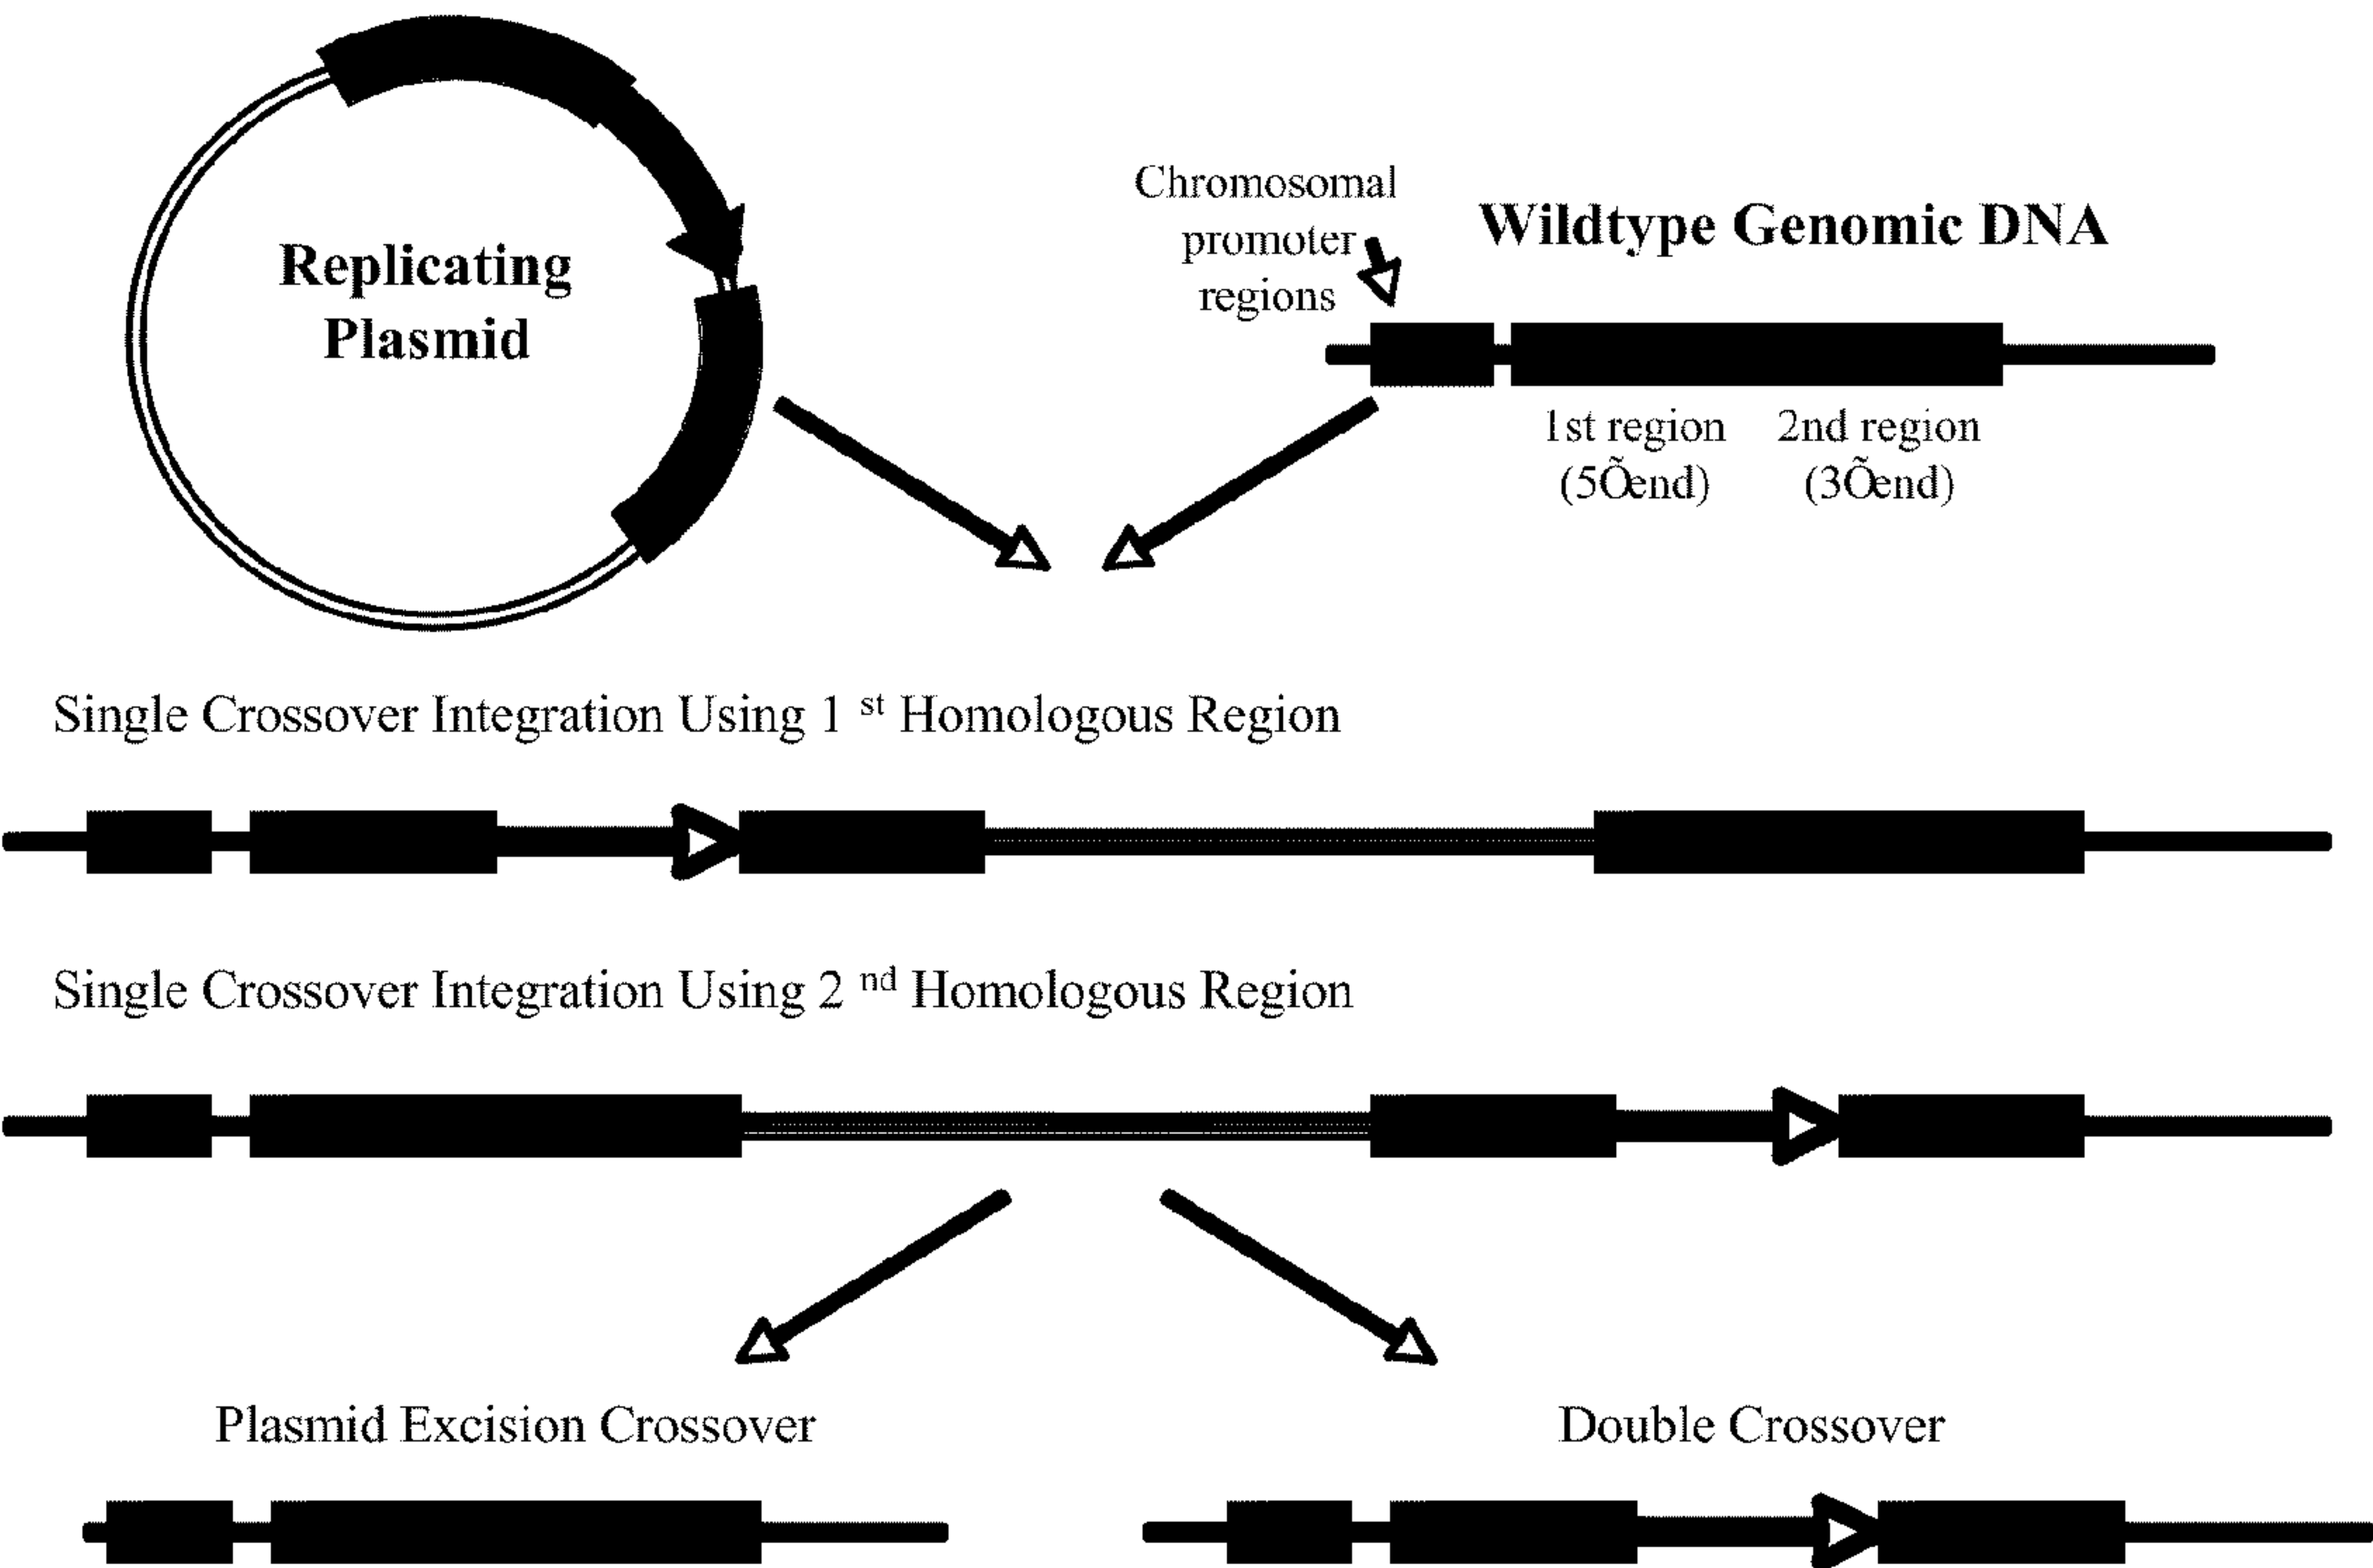 Replicating
Plasmid
Chromosomal
promoter
regions
Wildtype Genomic DNA
1st region
(5Õend)
2nd region
(3Õend)
Single Crossover Integration Using 1 st Homologous Region
Single Crossover Integration Using 2 nd Homologous Region
Plasmid Excision Crossover
Double Crossover